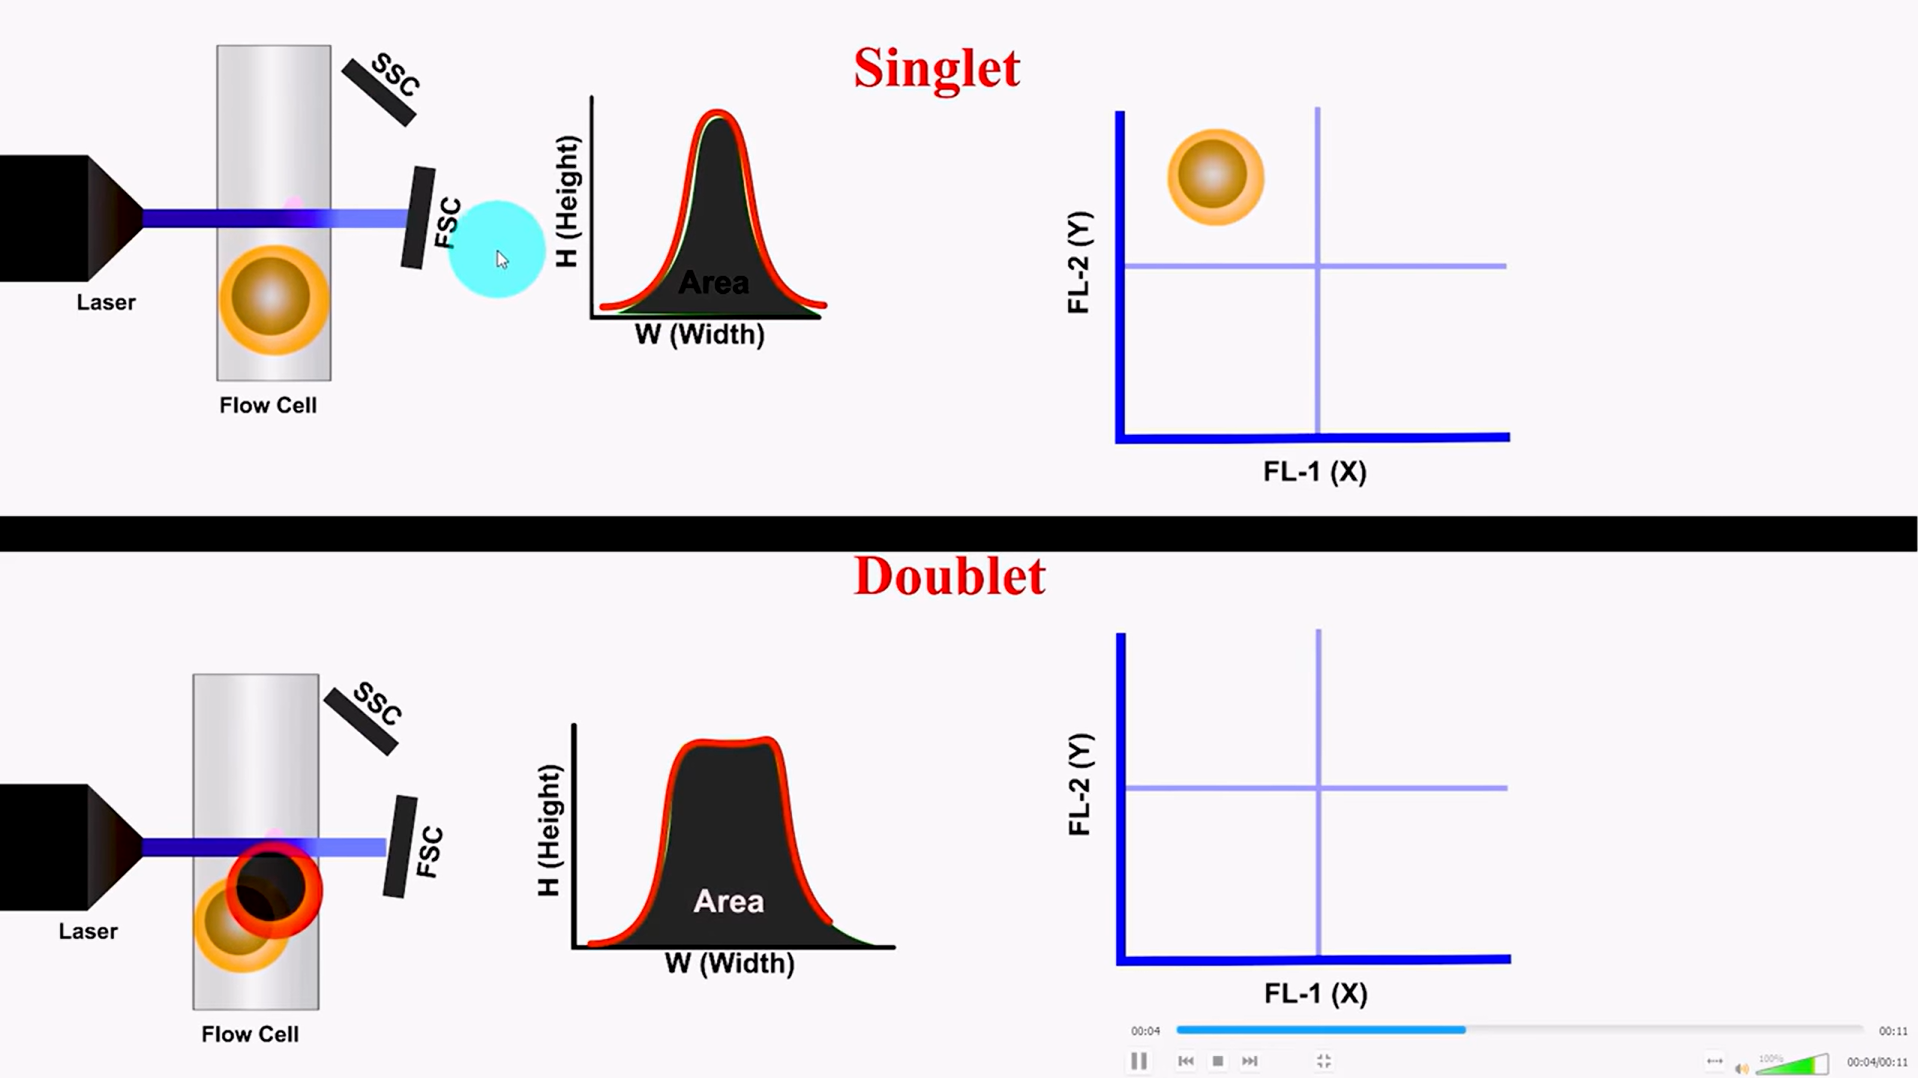 Singlet
SSC
FSC
Laser
Flow Cell
H (Height)
Area
W (Width)
FL-2 (Y)
FL-1 (X)
Doublet
SSC
FSC
Laser
Flow Cell
H (Height)
Area
W (Width)
FL-2 (Y)
FL-1 (X)
00:04
00:11
100%
00:04/00:11